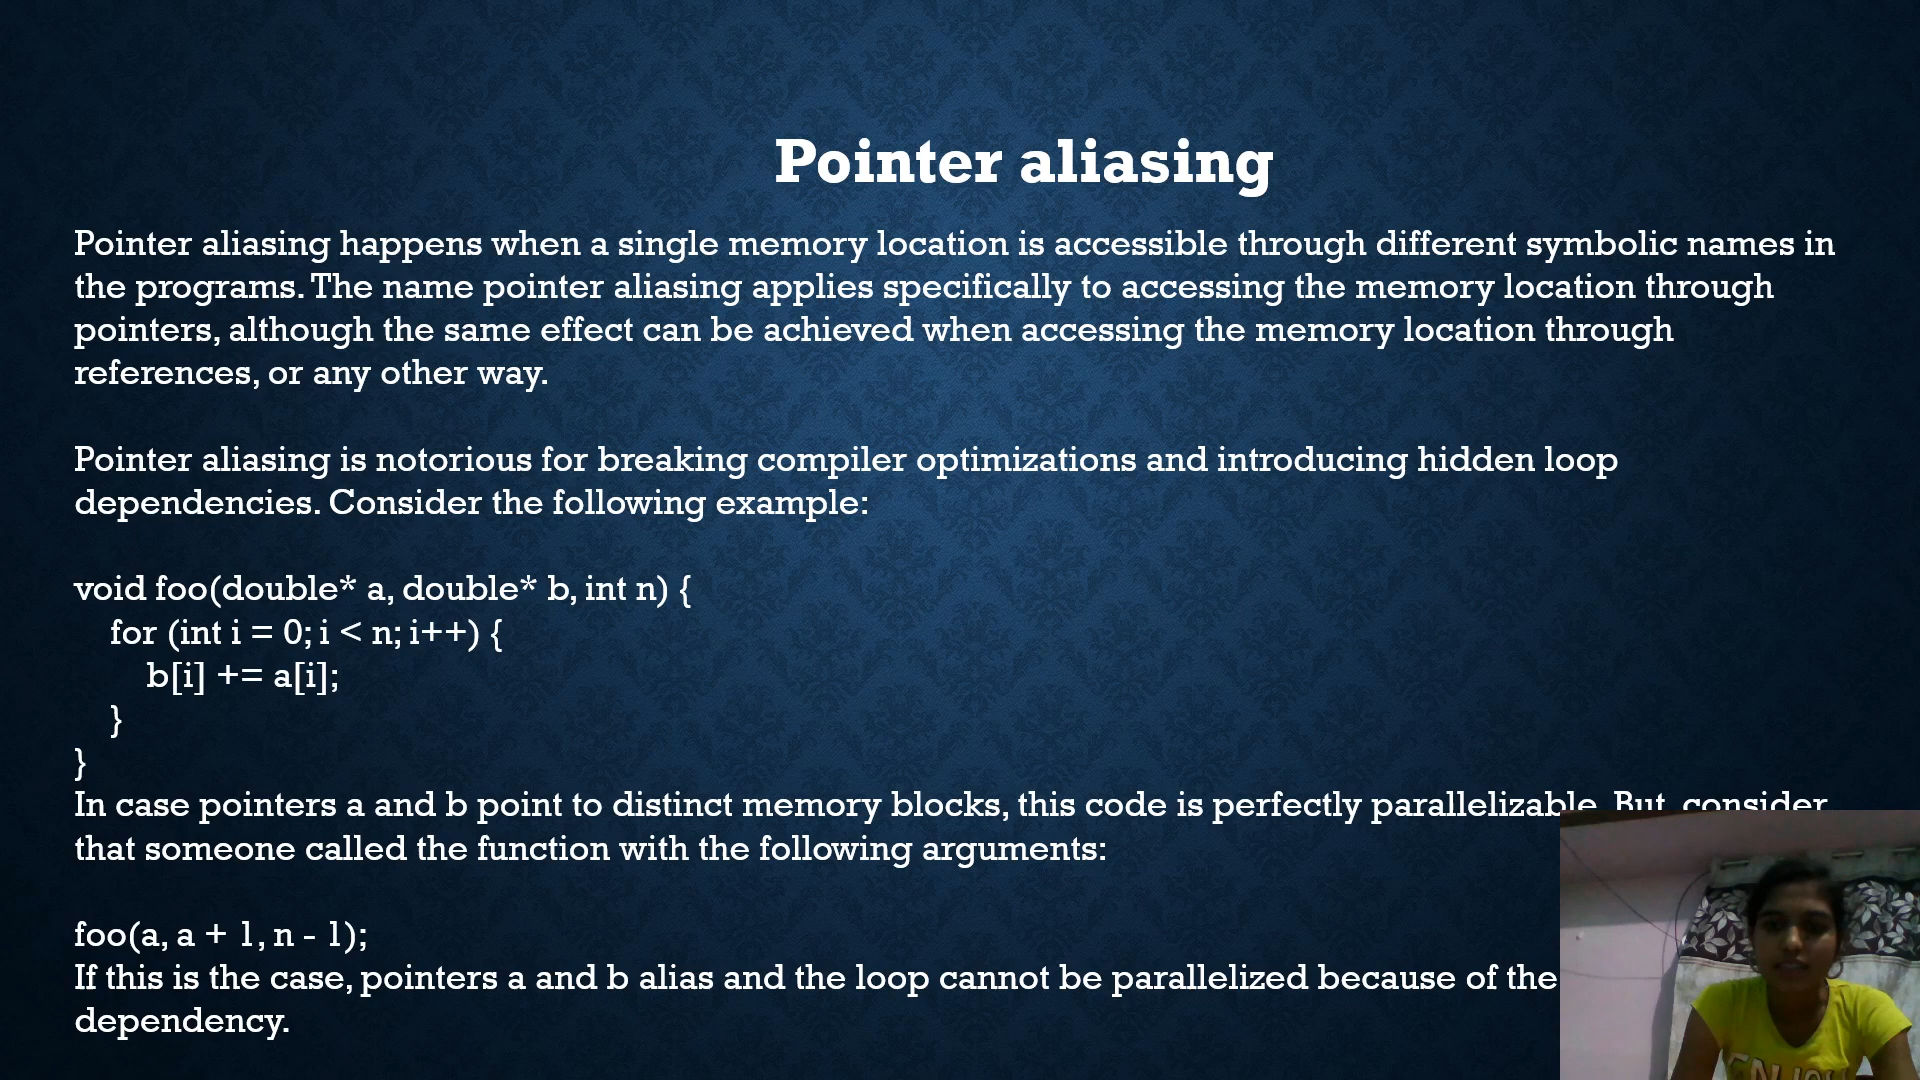 Pointer aliasing
Pointer aliasing happens when a single memory location is accessible through different symbolic names in
the programs. The name pointer aliasing applies specifically to accessing the memory location through
pointers, although the same effect can be achieved when accessing the memory location through
references, or any other way.
Pointer aliasing is notorious for breaking compiler optimizations and introducing hidden loop
dependencies. Consider the following example:
void foo(double* a, double* b, int n) {
for (int i = 0; i < n; i++) {
b[i] += a[i];
}
}
In case pointers a and b point to distinct memory blocks, this code is perfectly parallelizable. But, consider
that someone called the function with the following arguments:
foo(a, a + 1, n - 1);
If this is the case, pointers a and b alias and the loop cannot be parallelized because of the
dependency.